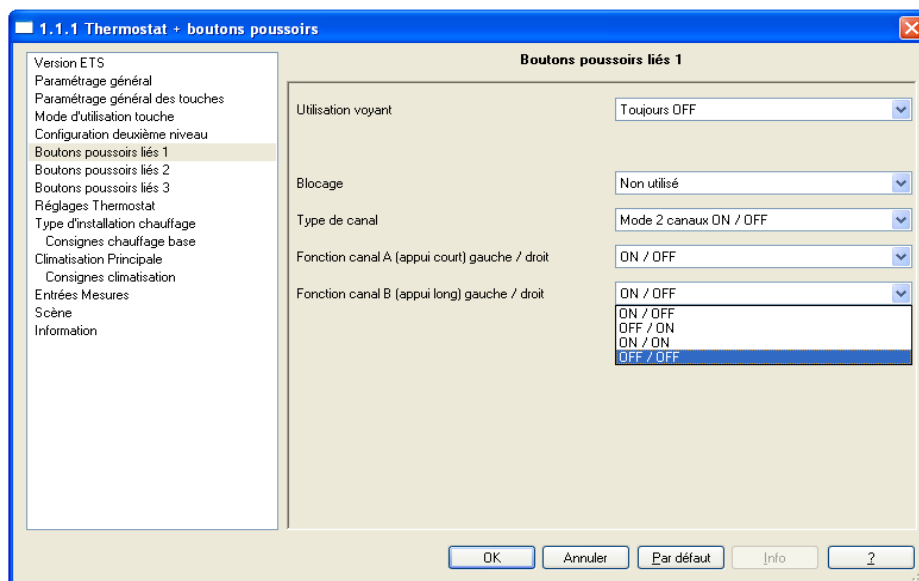 1.1.1 Thermostat + boutons poussoirs
Version ETS
Paramétrage général
Paramétrage général des touches
Mode d'utilisation touche
Configuration deuxième niveau
Boutons poussoirs liés 1
Boutons poussoirs liés 2
Boutons poussoirs liés 3
Réglages Thermostat
Type d'installation chauffage
Consignes chauffage base
Climatisation Principale
Consignes climatisation
Entrées Mesures
Scène
Information
Boutons poussoirs liés 1
Utilisation voyant
Toujours OFF
Blocage
Non utilisé
Type de canal
Mode 2 canaux ON / OFF
Fonction canal A (appui court) gauche / droit
ON / OFF
Fonction canal B (appui long) gauche / droit
ON / OFF
ON / OFF
OFF / ON
ON / ON
OFF / OFF
OK
Annuler
Par défaut
Info
?